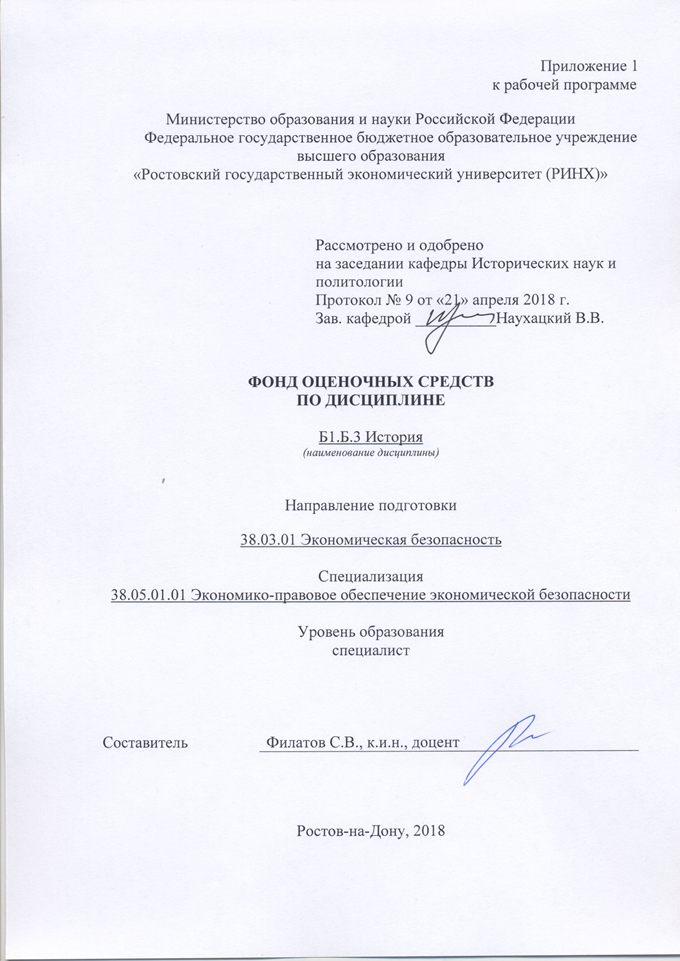 Приложение 1
к рабочей программе
Министерство образования и науки Российской Федерации
Федеральное государственное бюджетное образовательное учреждение
высшего образования
«Ростовский государственный экономический университет (РИНХ)»
Рассмотрено и одобрено
на заседании кафедры Исторических наук и
политологии
Протокол № 9 от «21» апреля 2018 г.
Зав. кафедрой __________Наухацкий В.В.
ФОНД ОЦЕНОЧНЫХ СРЕДСТВ
ПО ДИСЦИПЛИНЕ
Б1.Б.3 История
(наименование дисциплины)
Направление подготовки
38.03.01 Экономическая безопасность
Специализация
38.05.01.01 Экономико-правовое обеспечение экономической безопасности
Уровень образования
специалист
Составитель Филатов С.В., к.и.н., доцент
Ростов-на-Дону, 2018